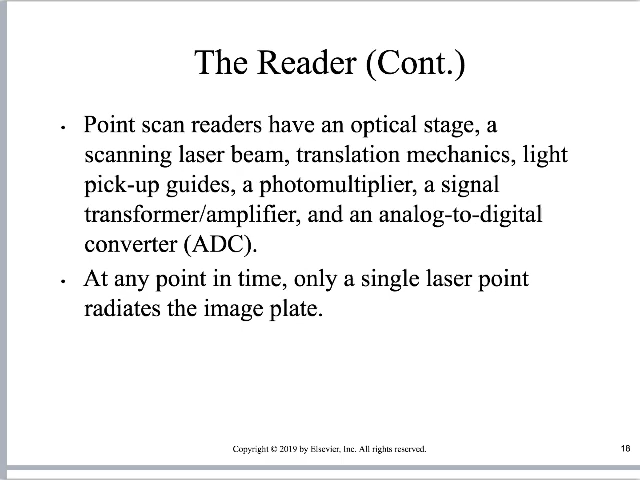 The Reader (Cont.)
• Point scan readers have an optical stage, a
scanning laser beam, translation mechanics, light
pick-up guides, a photomultiplier, a signal
transformer/amplifier, and an analog-to-digital
converter (ADC).
• At any point in time, only a single laser point
radiates the image plate.
Copyright © 2019 by Elsevier, Inc. All rights reserved.
18